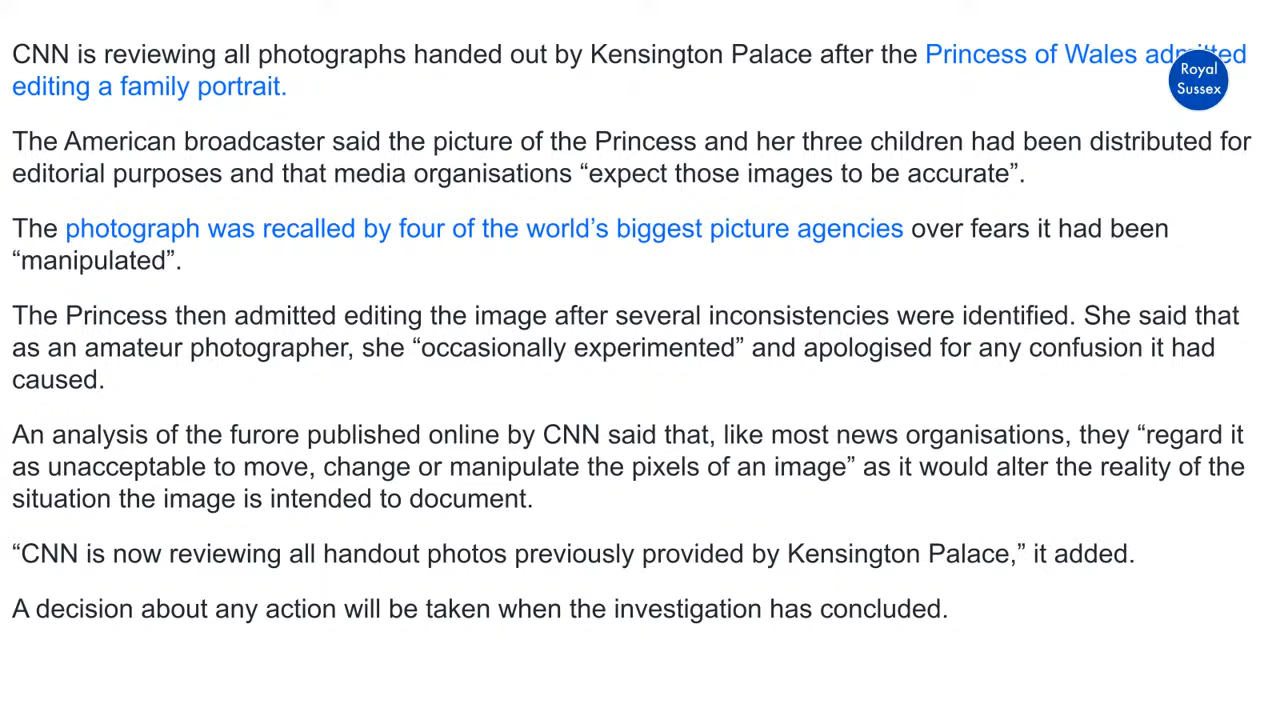 CNN is reviewing all photographs handed out by Kensington Palace after the Princess of Wales admitted
editing a family portrait.
Royal
Sussex
The American broadcaster said the picture of the Princess and her three children had been distributed for
editorial purposes and that media organisations “expect those images to be accurate”.
The photograph was recalled by four of the world’s biggest picture agencies over fears it had been
“manipulated”.
The Princess then admitted editing the image after several inconsistencies were identified. She said that
as an amateur photographer, she “occasionally experimented” and apologised for any confusion it had
caused.
An analysis of the furore published online by CNN said that, like most news organisations, they “regard it
as unacceptable to move, change or manipulate the pixels of an image” as it would alter the reality of the
situation the image is intended to document.
“CNN is now reviewing all handout photos previously provided by Kensington Palace,” it added.
A decision about any action will be taken when the investigation has concluded.